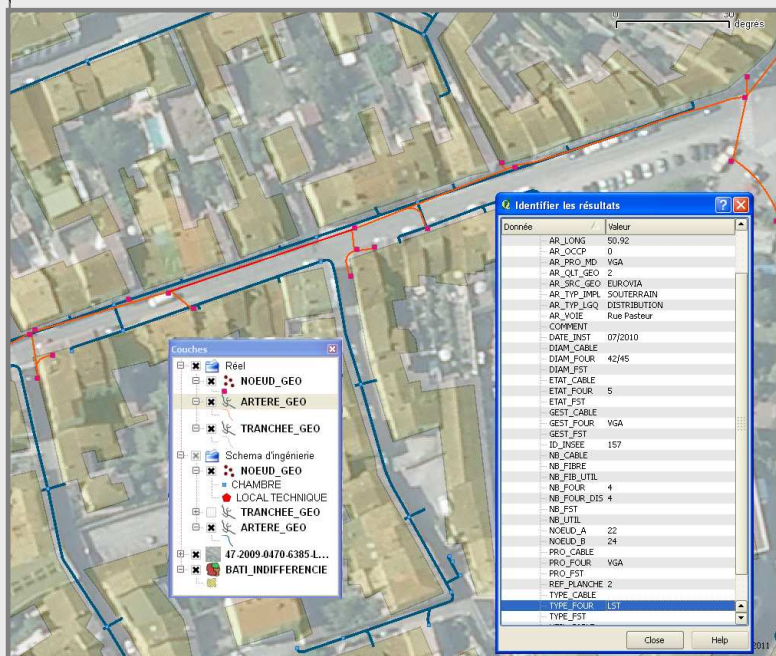 0 50
degrés
Identifier les résultats
Donnée Valeur
AR_LONG 50.92
AR_OCCP 0
AR_PRO_MD VGA
AR_QLT_GEO 2
AR_SRC_GEO EUROVIA
AR_TYP_IMPL SOUTERRAIN
AR_TYP_LGQ DISTRIBUTION
AR_VOIE Rue Pasteur
COMMENT
DATE_INST 07/2010
DIAM_CABLE
DIAM_FOUR 42/45
DIAM_FST
ETAT_CABLE
ETAT_FOUR 5
ETAT_FST
GEST_CABLE
GEST_FOUR VGA
GEST_FST
ID_INSEE 157
NB_CABLE
NB_FIBRE
NB_FIB_UTIL
NB_FOUR 4
NB_FOUR_DIS 4
NB_FST
NB_UTIL
NOEUD_A 22
NOEUD_B 24
PRO_CABLE
PRO_FOUR VGA
PRO_FST
REF_PLANCHE 2
TYPE_CABLE
TYPE_FOUR LST
TYPE_FST
Close Help
2011
Couches
Réel
NOEUD_GEO
ARTERE_GEO
TRANCHEE_GEO
Schema d'ingénierie
NOEUD_GEO
CHAMBRE
LOCAL TECHNIQUE
TRANCHEE_GEO
ARTERE_GEO
47-2009-0470-6385-L...
BATI_INDIFFERENCIE